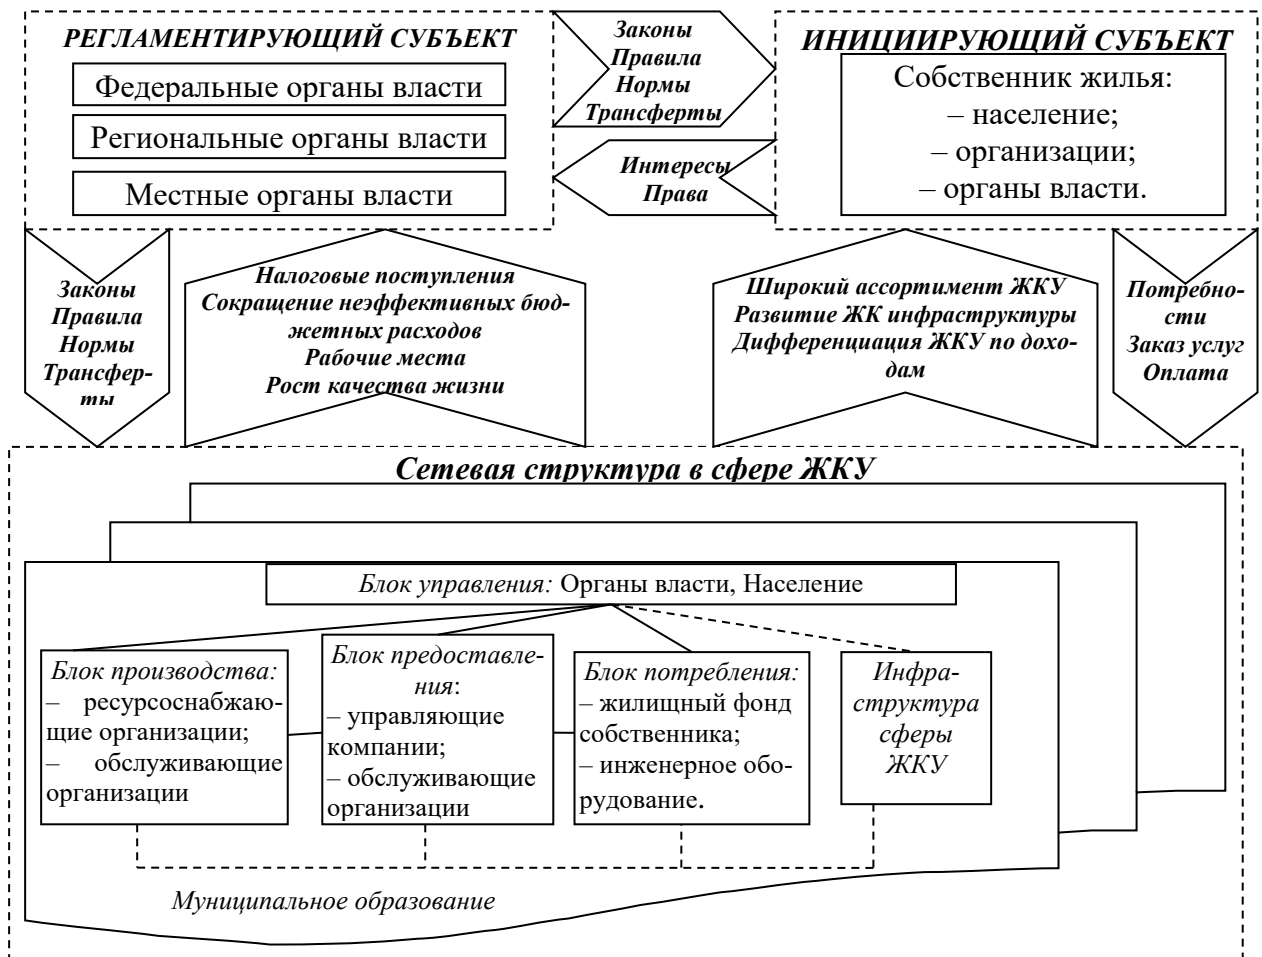 РЕГЛАМЕНТИРУЮЩИЙ СУБЪЕКТ
Федеральные органы власти
Региональные органы власти
Местные органы власти
Законы
Правила
Нормы
Трансферты
Интересы
Права
ИНИЦИИРУЮЩИЙ СУБЪЕКТ
Собственник жилья:
– население;
– организации;
– органы власти.
Законы
Правила
Нормы
Трансфер-
ты
Налоговые поступления
Сокращение неэффективных бюд-
жетных расходов
Рабочие места
Рост качества жизни
Широкий ассортимент ЖКУ
Развитие ЖК инфраструктуры
Дифференциация ЖКУ по дохо-
дам
Потребно-
сти
Заказ услуг
Оплата
Сетевая структура в сфере ЖКУ
Блок управления: Органы власти, Население
Блок производства:
– ресурсоснабжаю-
щие организации;
– обслуживающие
организации
Блок предоставле-
ния:
– управляющие
компании;
– обслуживающие
организации
Блок потребления:
– жилищный фонд
собственника;
– инженерное обо-
рудование.
Инфра-
структура
сферы
ЖКУ
Муниципальное образование